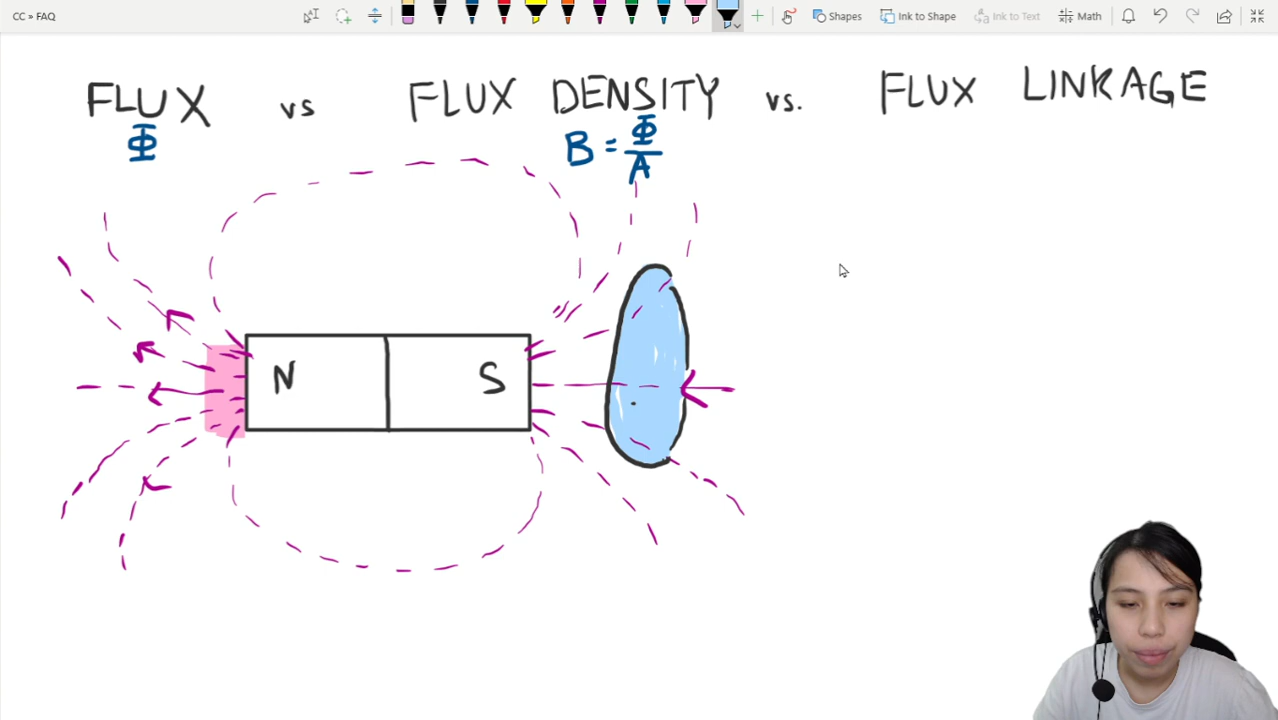 CC » FAQ
Shapes
Ink to Shape
Ink to Text
Math
FLUX vs FLUX DENSITY vs. FLUX LINKAGE
Φ
B = Φ/A
N S